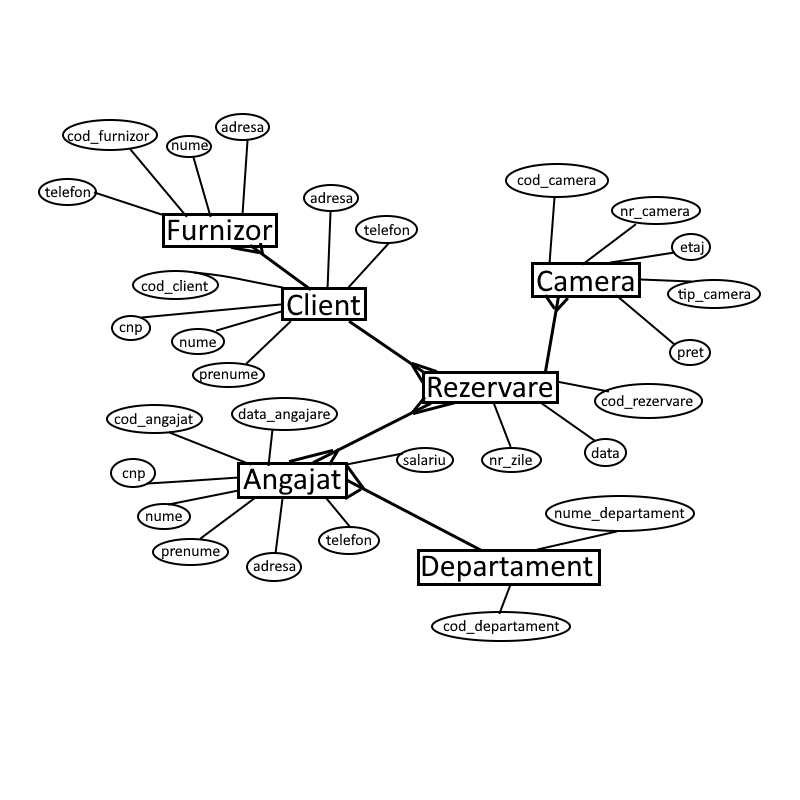 adresa
cod_furnizor
nume
telefon
Furnizor
adresa
telefon
cod_client
Client
cnp
nume
prenume
cod_camera
nr_camera
etaj
Camera
tip_camera
pret
Rezervare
cod_rezervare
data
nr_zile
data_angajare
cod_angajat
salariu
cnp
Angajat
nume
prenume
adresa
telefon
nume_departament
Departament
cod_departament